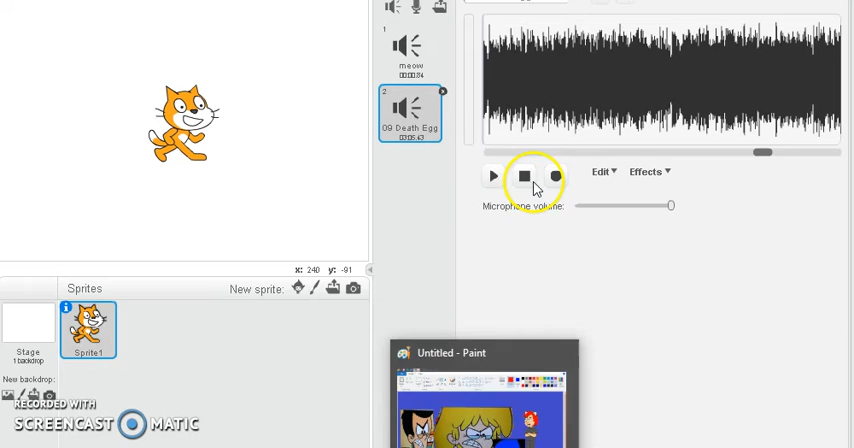 1
meow
00:00.84
2
09 Death Egg
03:05.43
Edit
Effects
Microphone volume:
x: 240 y: -91
Sprites
New sprite:
Stage
1 backdrop
Sprite1
New backdrop:
RECORDED WITH
SCREENCAST MATIC
Untitled - Paint